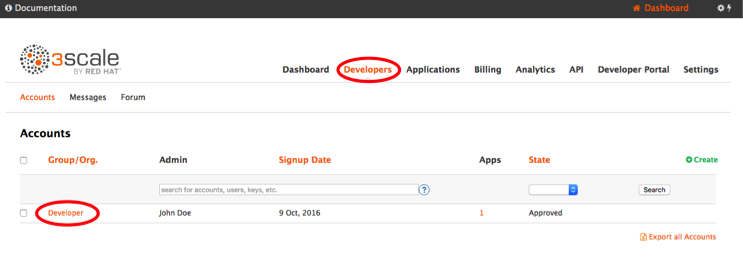 Documentation Dashboard
3scale
BY RED HAT
Dashboard Developers Applications Billing Analytics API Developer Portal Settings
Accounts Messages Forum
Accounts
Group/Org. Admin Signup Date Apps State Create
search for accounts, users, keys, etc. ? Search
Developer John Doe 9 Oct, 2016 1 Approved
Export all Accounts